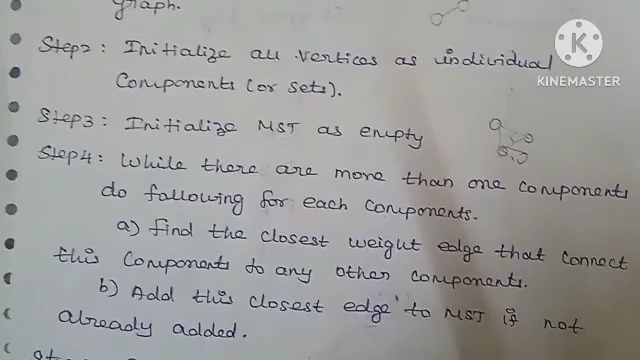 graph.
Step2: Initialize all vertices as individual
Components (or sets).
Step3: Initialize MST as empty
Step4: While there are more than one components
do following for each components.
a) find the closest weight edge that connect
this components to any other components.
b) Add this closest edge to MST if not
already added.
KINEMASTER